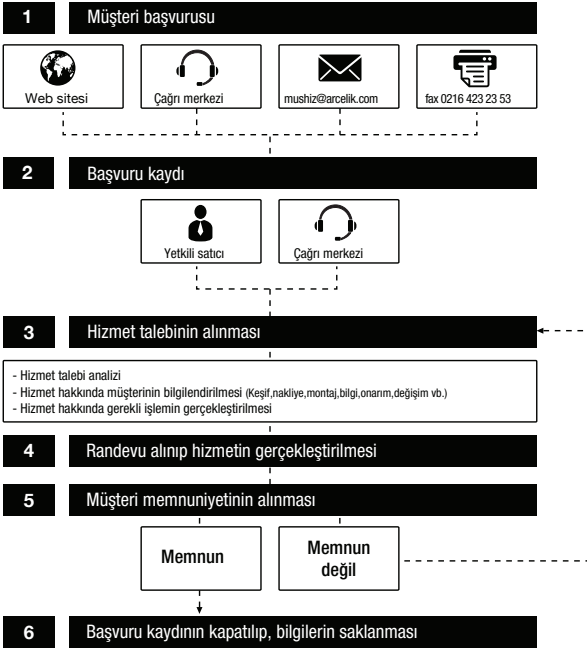 1 Müşteri başvurusu
Web sitesi
Çağrı merkezi
mushiz@arcelik.com
fax 0216 423 23 53
2 Başvuru kaydı
Yetkili satıcı
Çağrı merkezi
3 Hizmet talebinin alınması
- Hizmet talebi analizi
- Hizmet hakkında müşterinin bilgilendirilmesi (Keşif,nakliye,montaj,bilgi,onarım,değişim vb.)
- Hizmet hakkında gerekli işlemin gerçekleştirilmesi
4 Randevu alınıp hizmetin gerçekleştirilmesi
5 Müşteri memnuniyetinin alınması
Memnun
Memnun
değil
6 Başvuru kaydının kapatılıp, bilgilerin saklanması